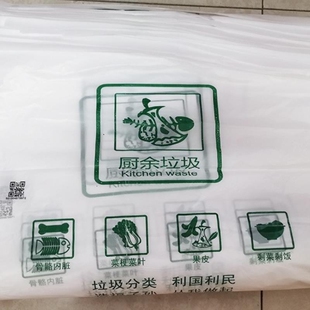 厨余垃圾
Kitchen waste
骨骼内脏 菜梗菜叶 果皮 剩菜剩饭
垃圾分类 利国利民